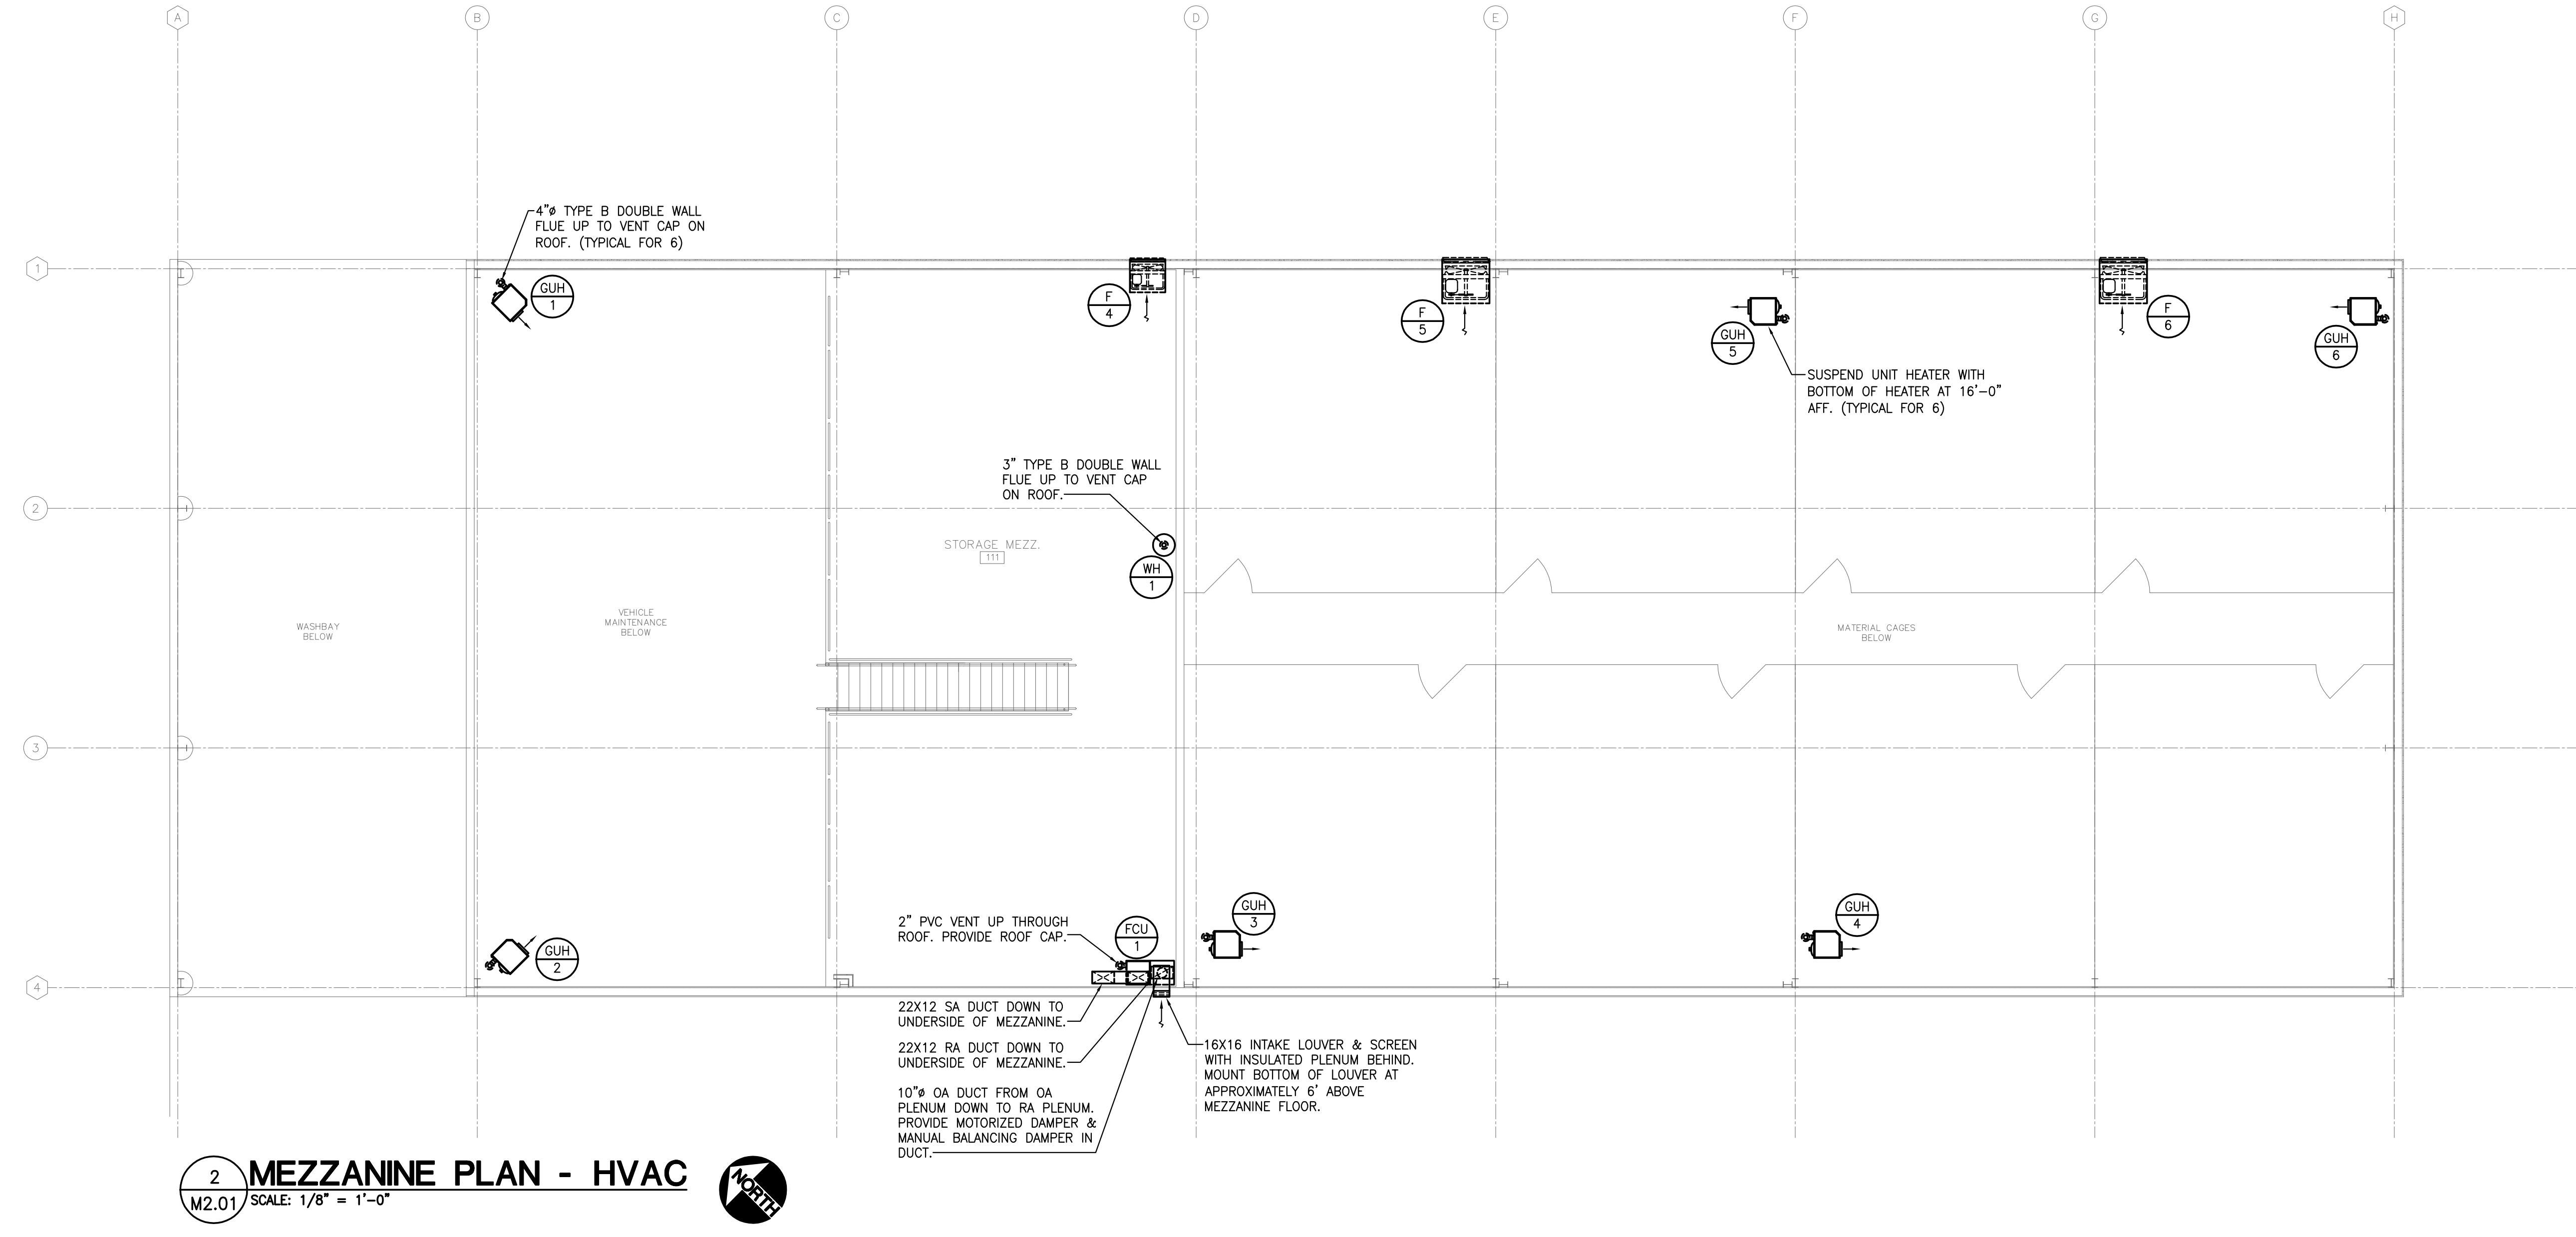 A
B
C
D
E
F
G
H
1
2
3
4
4"ø TYPE B DOUBLE WALL
FLUE UP TO VENT CAP ON
ROOF. (TYPICAL FOR 6)
GUH
1
F
4
F
5
GUH
5
F
6
GUH
6
SUSPEND UNIT HEATER WITH
BOTTOM OF HEATER AT 16'-0"
AFF. (TYPICAL FOR 6)
3" TYPE B DOUBLE WALL
FLUE UP TO VENT CAP
ON ROOF.
STORAGE MEZZ.
111
WH
1
WASHBAY
BELOW
VEHICLE
MAINTENANCE
BELOW
MATERIAL CAGES
BELOW
GUH
2
2" PVC VENT UP THROUGH
ROOF. PROVIDE ROOF CAP.
FCU
1
GUH
3
GUH
4
22X12 SA DUCT DOWN TO
UNDERSIDE OF MEZZANINE.
22X12 RA DUCT DOWN TO
UNDERSIDE OF MEZZANINE.
10"ø OA DUCT FROM OA
PLENUM DOWN TO RA PLENUM.
PROVIDE MOTORIZED DAMPER &
MANUAL BALANCING DAMPER IN
DUCT.
16X16 INTAKE LOUVER & SCREEN
WITH INSULATED PLENUM BEHIND.
MOUNT BOTTOM OF LOUVER AT
APPROXIMATELY 6' ABOVE
MEZZANINE FLOOR.
2
M2.01
MEZZANINE PLAN - HVAC
SCALE: 1/8" = 1'-0"
NORTH